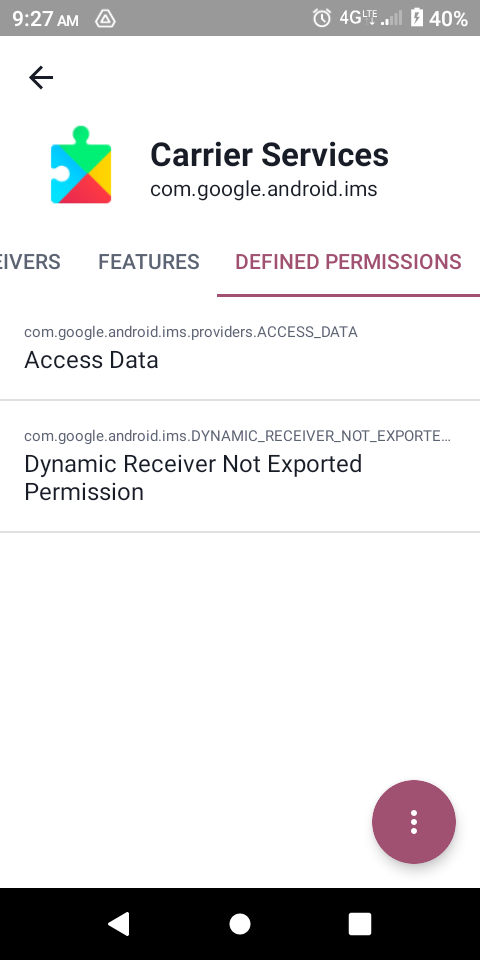 9:27 AM 4G LTE 40%
Carrier Services
com.google.android.ims
EIVERS FEATURES DEFINED PERMISSIONS
com.google.android.ims.providers.ACCESS_DATA
Access Data
com.google.android.ims.DYNAMIC_RECEIVER_NOT_EXPORTE…
Dynamic Receiver Not Exported
Permission